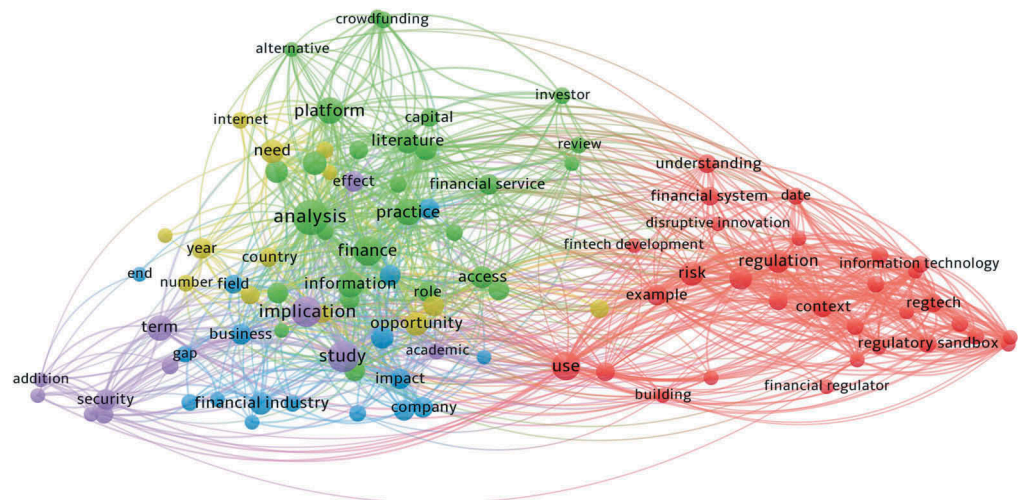 crowdfunding
alternative
investor
platform
capital
internet
literature
need
review
understanding
effect
financial service
financial system
date
analysis
practice
disruptive innovation
fintech development
year
finance
country
regulation
information technology
end
risk
access
number
field
information
role
example
context
regtech
implication
term
opportunity
business
regulatory sandbox
gap
study
academic
use
addition
impact
financial regulator
security
financial industry
company
building